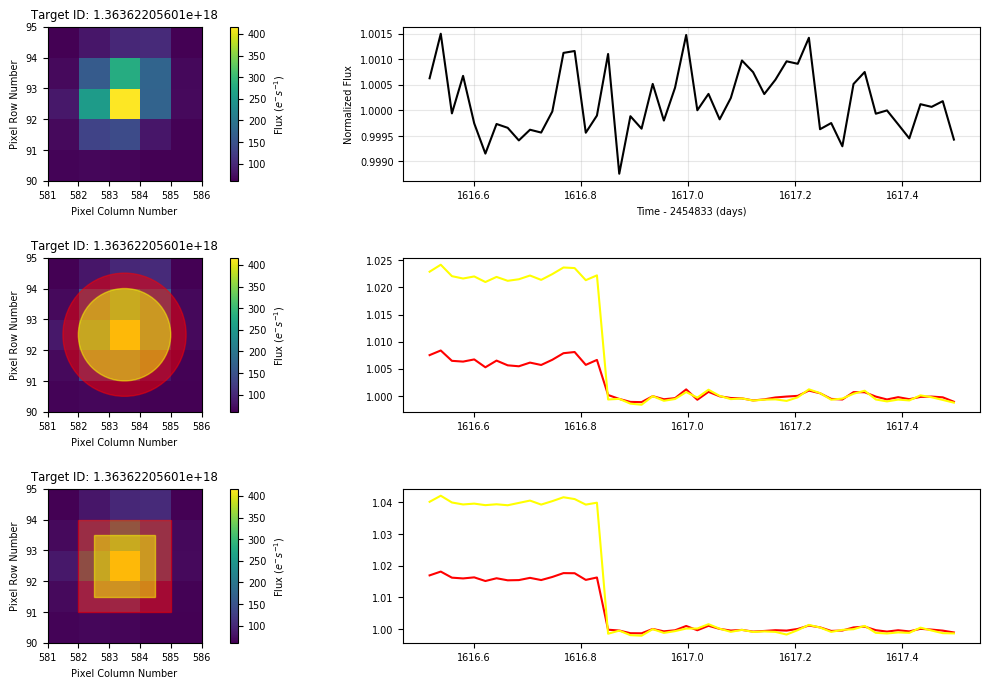 Target ID: 1.36362205601e+18
95
94
93
92
91
90
Pixel Row Number
581 582 583 584 585 586
Pixel Column Number
400
350
300
250
200
150
100
Flux (e⁻s⁻¹)
1.0015
1.0010
1.0005
1.0000
0.9995
0.9990
Normalized Flux
1616.6 1616.8 1617.0 1617.2 1617.4
Time - 2454833 (days)
Target ID: 1.36362205601e+18
95
94
93
92
91
90
Pixel Row Number
581 582 583 584 585 586
Pixel Column Number
400
350
300
250
200
150
100
Flux (e⁻s⁻¹)
1.025
1.020
1.015
1.010
1.005
1.000
1616.6 1616.8 1617.0 1617.2 1617.4
Target ID: 1.36362205601e+18
95
94
93
92
91
90
Pixel Row Number
581 582 583 584 585 586
Pixel Column Number
400
350
300
250
200
150
100
Flux (e⁻s⁻¹)
1.04
1.03
1.02
1.01
1.00
1616.6 1616.8 1617.0 1617.2 1617.4